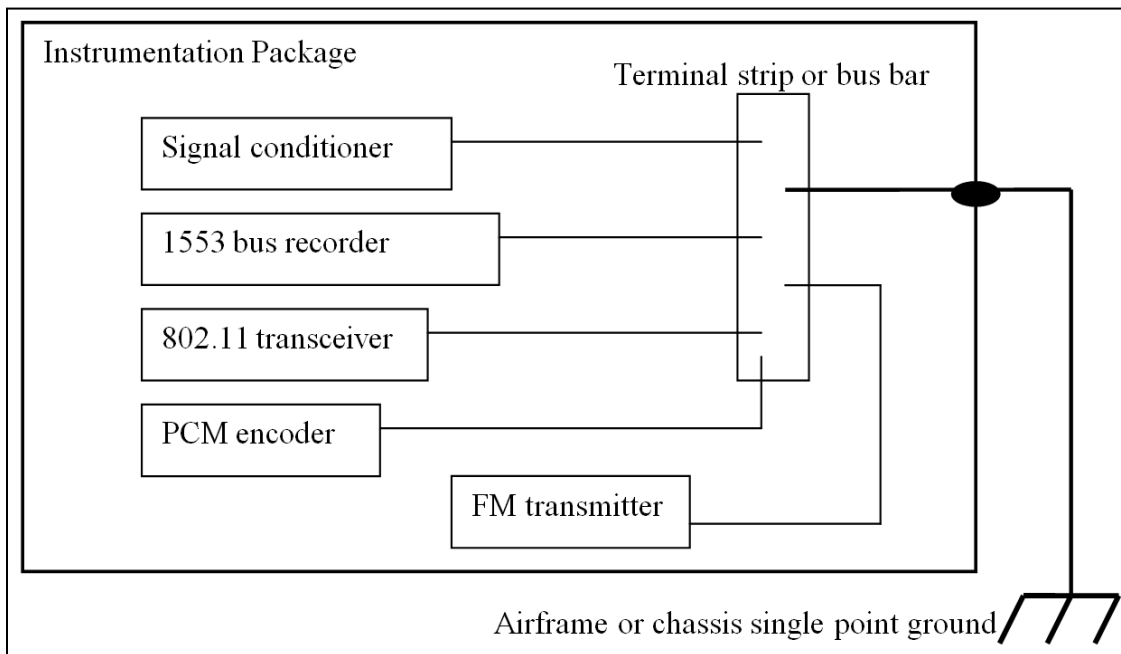 Instrumentation Package
Terminal strip or bus bar
Signal conditioner
1553 bus recorder
802.11 transceiver
PCM encoder
FM transmitter
Airframe or chassis single point ground